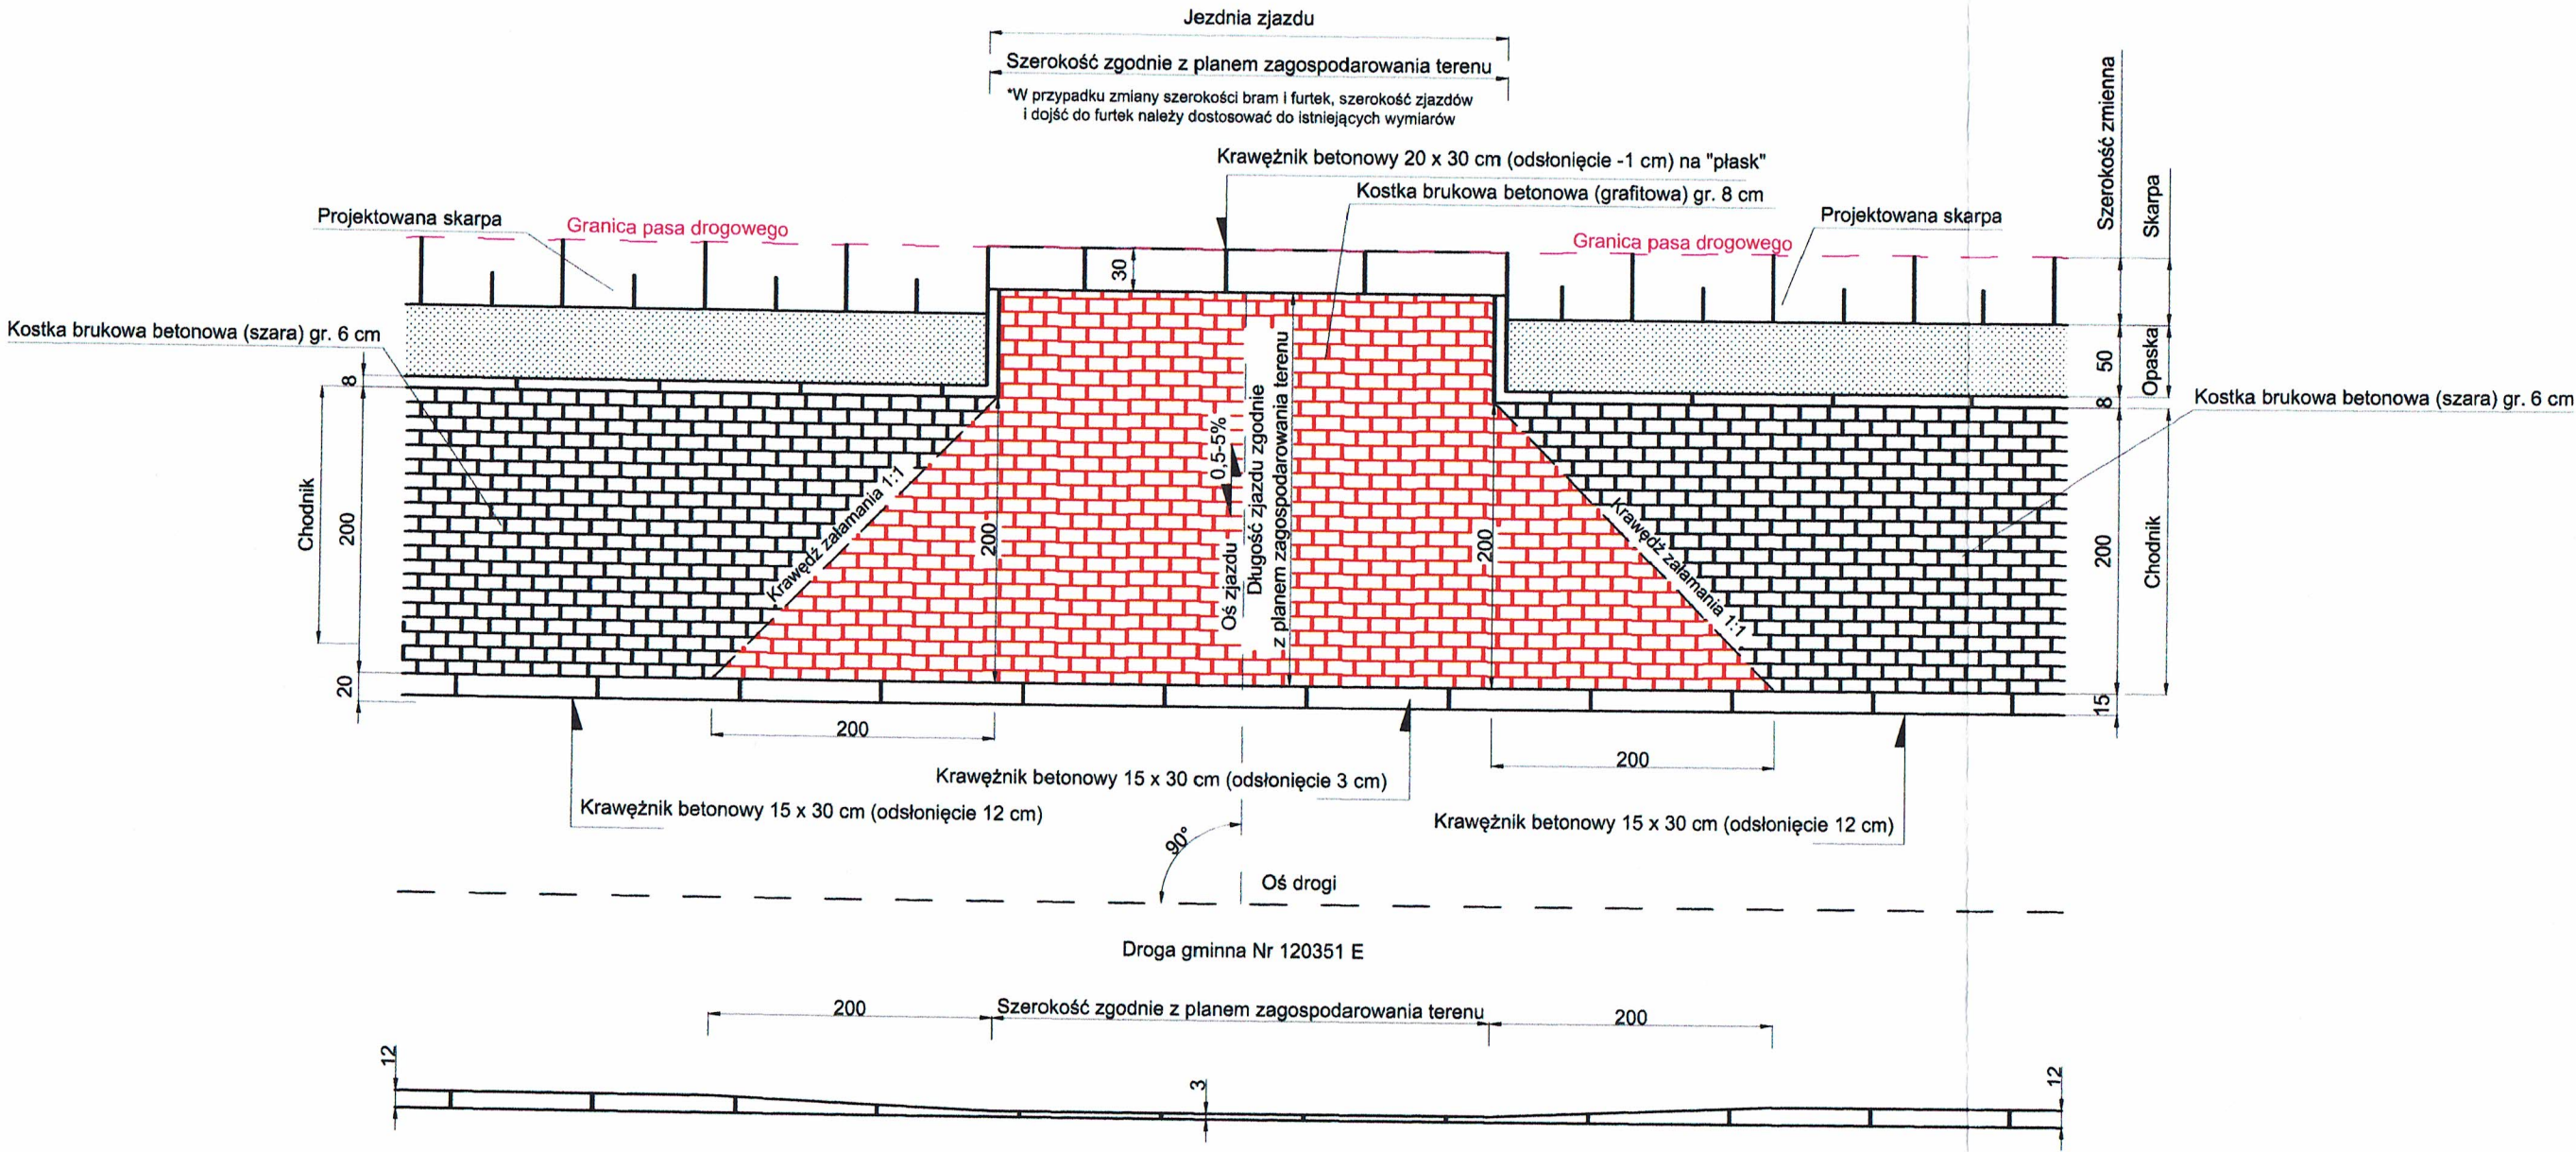 Jezdnia zjazdu
Szerokość zgodnie z planem zagospodarowania terenu
*W przypadku zmiany szerokości bram i furtek, szerokość zjazdów
i dojść do furtek należy dostosować do istniejących wymiarów
Krawężnik betonowy 20 x 30 cm (odsłonięcie -1 cm) na "płask"
Kostka brukowa betonowa (grafitowa) gr. 8 cm
Projektowana skarpa
Granica pasa drogowego
Granica pasa drogowego
Projektowana skarpa
Szerokość zmienna
Skarpa
30
Kostka brukowa betonowa (szara) gr. 6 cm
8
50
Opaska
8
Kostka brukowa betonowa (szara) gr. 6 cm
Chodnik
200
20
Krawędź załamania 1:1
200
0,5-5%
Oś zjazdu
Długość zjazdu zgodnie
z planem zagospodarowania terenu
200
Krawędź załamania 1:1
200
Chodnik
15
200
200
Krawężnik betonowy 15 x 30 cm (odsłonięcie 3 cm)
Krawężnik betonowy 15 x 30 cm (odsłonięcie 12 cm)
Krawężnik betonowy 15 x 30 cm (odsłonięcie 12 cm)
90°
Oś drogi
Droga gminna Nr 120351 E
200
Szerokość zgodnie z planem zagospodarowania terenu
200
12
3
12